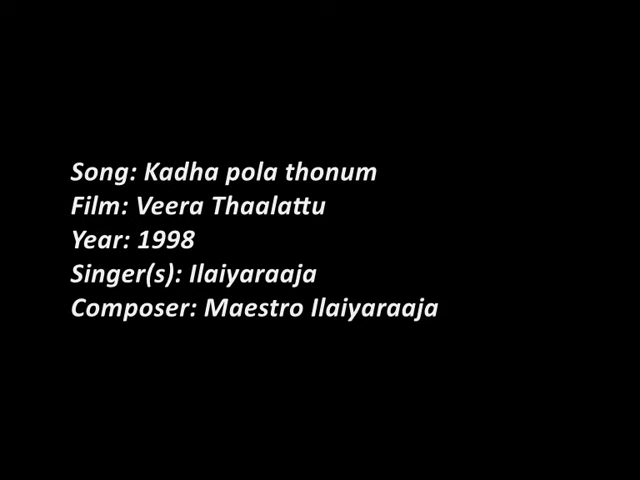 Song: Kadha pola thonum
Film: Veera Thaalattu
Year: 1998
Singer(s): Ilaiyaraaja
Composer: Maestro Ilaiyaraaja